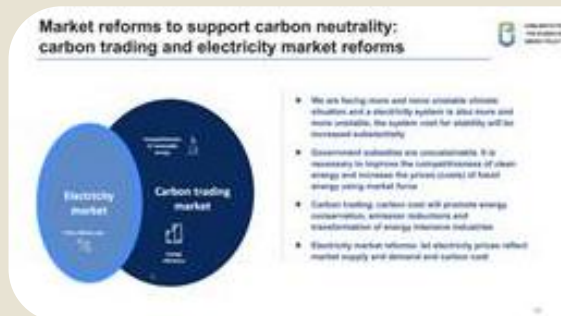 Market reforms to support carbon neutrality:
carbon trading and electricity market reforms
Electricity
market
Carbon trading
market
We are facing more and more unstable climate
situation and a electricity system is also more and
more unstable, the system cost for stability will be
increased substantially
Government subsidies are unsustainable. It is
necessary to improve the competitiveness of clean
energy and increase the prices (costs) of fossil
energy using market force
Carbon trading: carbon cost will promote energy
conservation, emission reductions and
transformation of energy intensive industries
Electricity market reforms: let electricity prices reflect
market supply and demand and carbon cost